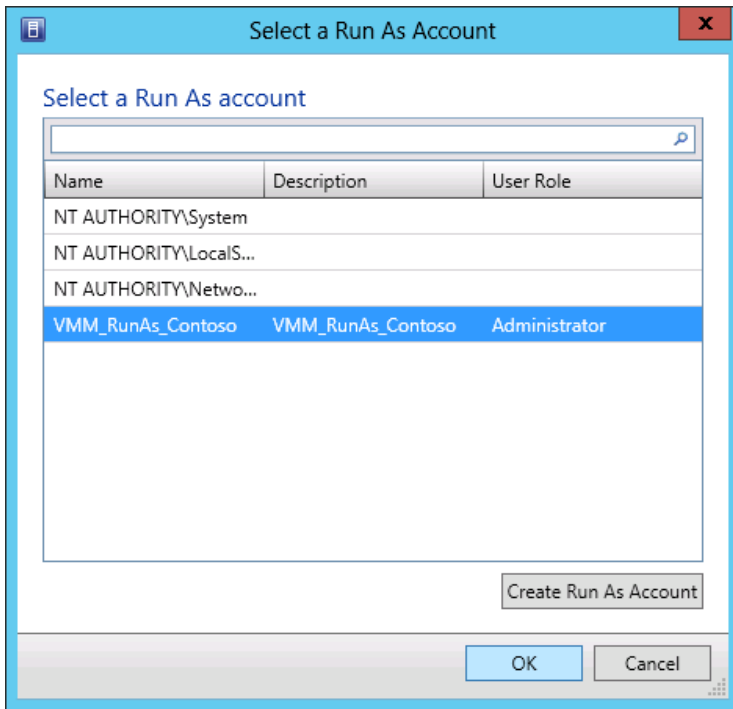 Select a Run As Account
x
Select a Run As account
Name Description User Role
NT AUTHORITY\System
NT AUTHORITY\LocalS...
NT AUTHORITY\Netwo...
VMM_RunAs_Contoso VMM_RunAs_Contoso Administrator
Create Run As Account
OK Cancel